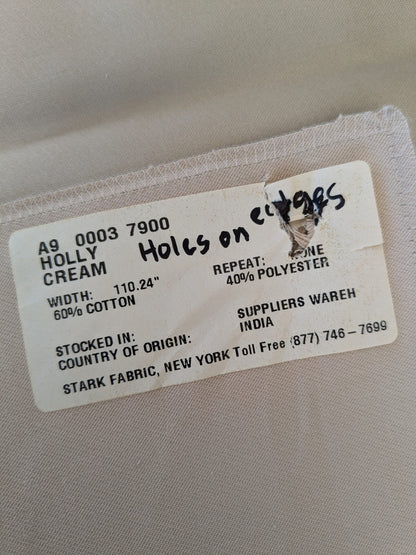 A9 0003 7900
HOLLY
CREAM
Holes on edges
WIDTH: 110.24" REPEAT:
60% COTTON 40% POLYESTER
STOCKED IN: SUPPLIERS WAREH
COUNTRY OF ORIGIN: INDIA
STARK FABRIC, NEW YORK Toll Free (877) 746-7699